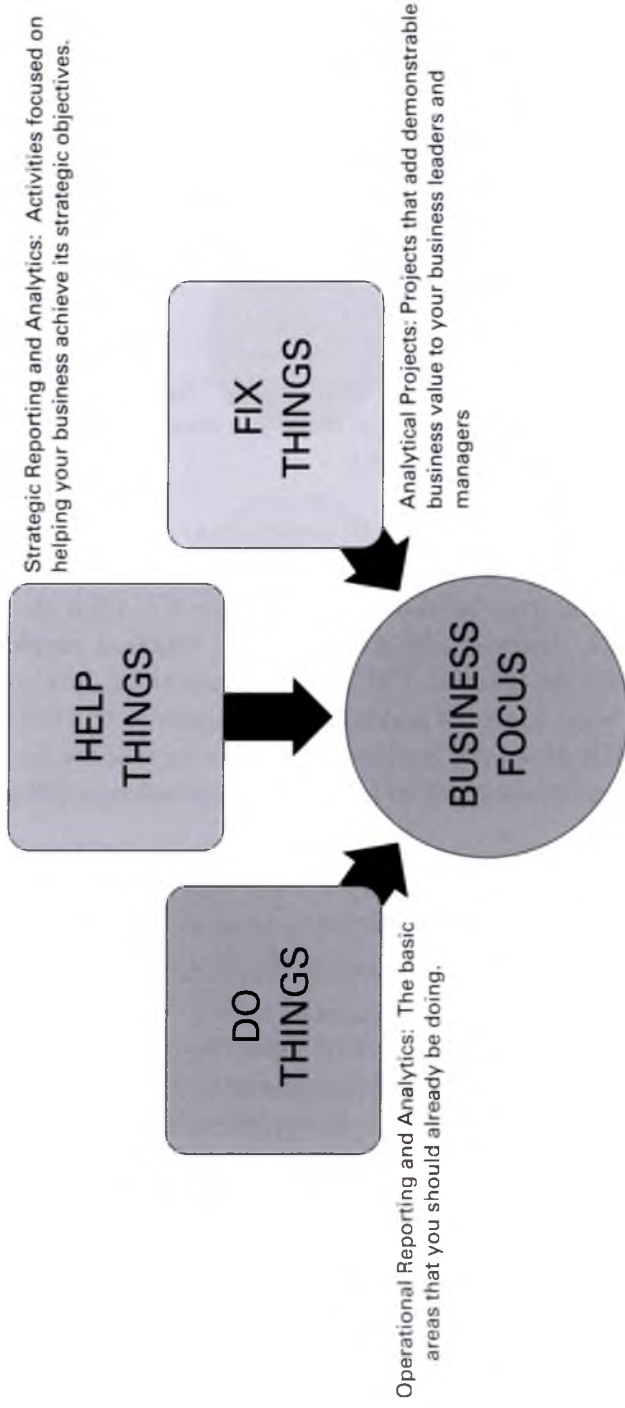 Strategic Reporting and Analytics: Activities focused on
helping your business achieve its strategic objectives.
HELP
THINGS
DO
THINGS
FIX
THINGS
Operational Reporting and Analytics: The basic
areas that you should already be doing.
Analytical Projects: Projects that add demonstrable
business value to your business leaders and
managers
BUSINESS
FOCUS